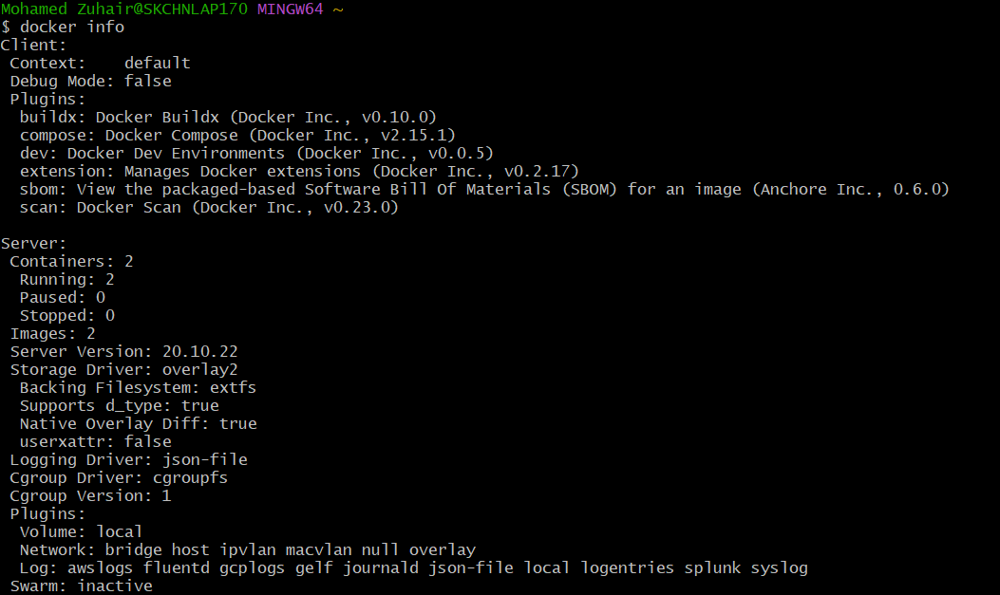 Mohamed Zuhair@SKCHNLAP170 MINGW64 ~
$ docker info
Client:
 Context:    default
 Debug Mode: false
 Plugins:
  buildx: Docker Buildx (Docker Inc., v0.10.0)
  compose: Docker Compose (Docker Inc., v2.15.1)
  dev: Docker Dev Environments (Docker Inc., v0.0.5)
  extension: Manages Docker extensions (Docker Inc., v0.2.17)
  sbom: View the packaged-based Software Bill Of Materials (SBOM) for an image (Anchore Inc., 0.6.0)
  scan: Docker Scan (Docker Inc., v0.23.0)

Server:
 Containers: 2
  Running: 2
  Paused: 0
  Stopped: 0
 Images: 2
 Server Version: 20.10.22
 Storage Driver: overlay2
  Backing Filesystem: extfs
  Supports d_type: true
  Native Overlay Diff: true
  userxattr: false
 Logging Driver: json-file
 Cgroup Driver: cgroupfs
 Cgroup Version: 1
 Plugins:
  Volume: local
  Network: bridge host ipvlan macvlan null overlay
  Log: awslogs fluentd gcplogs gelf journald json-file local logentries splunk syslog
 Swarm: inactive